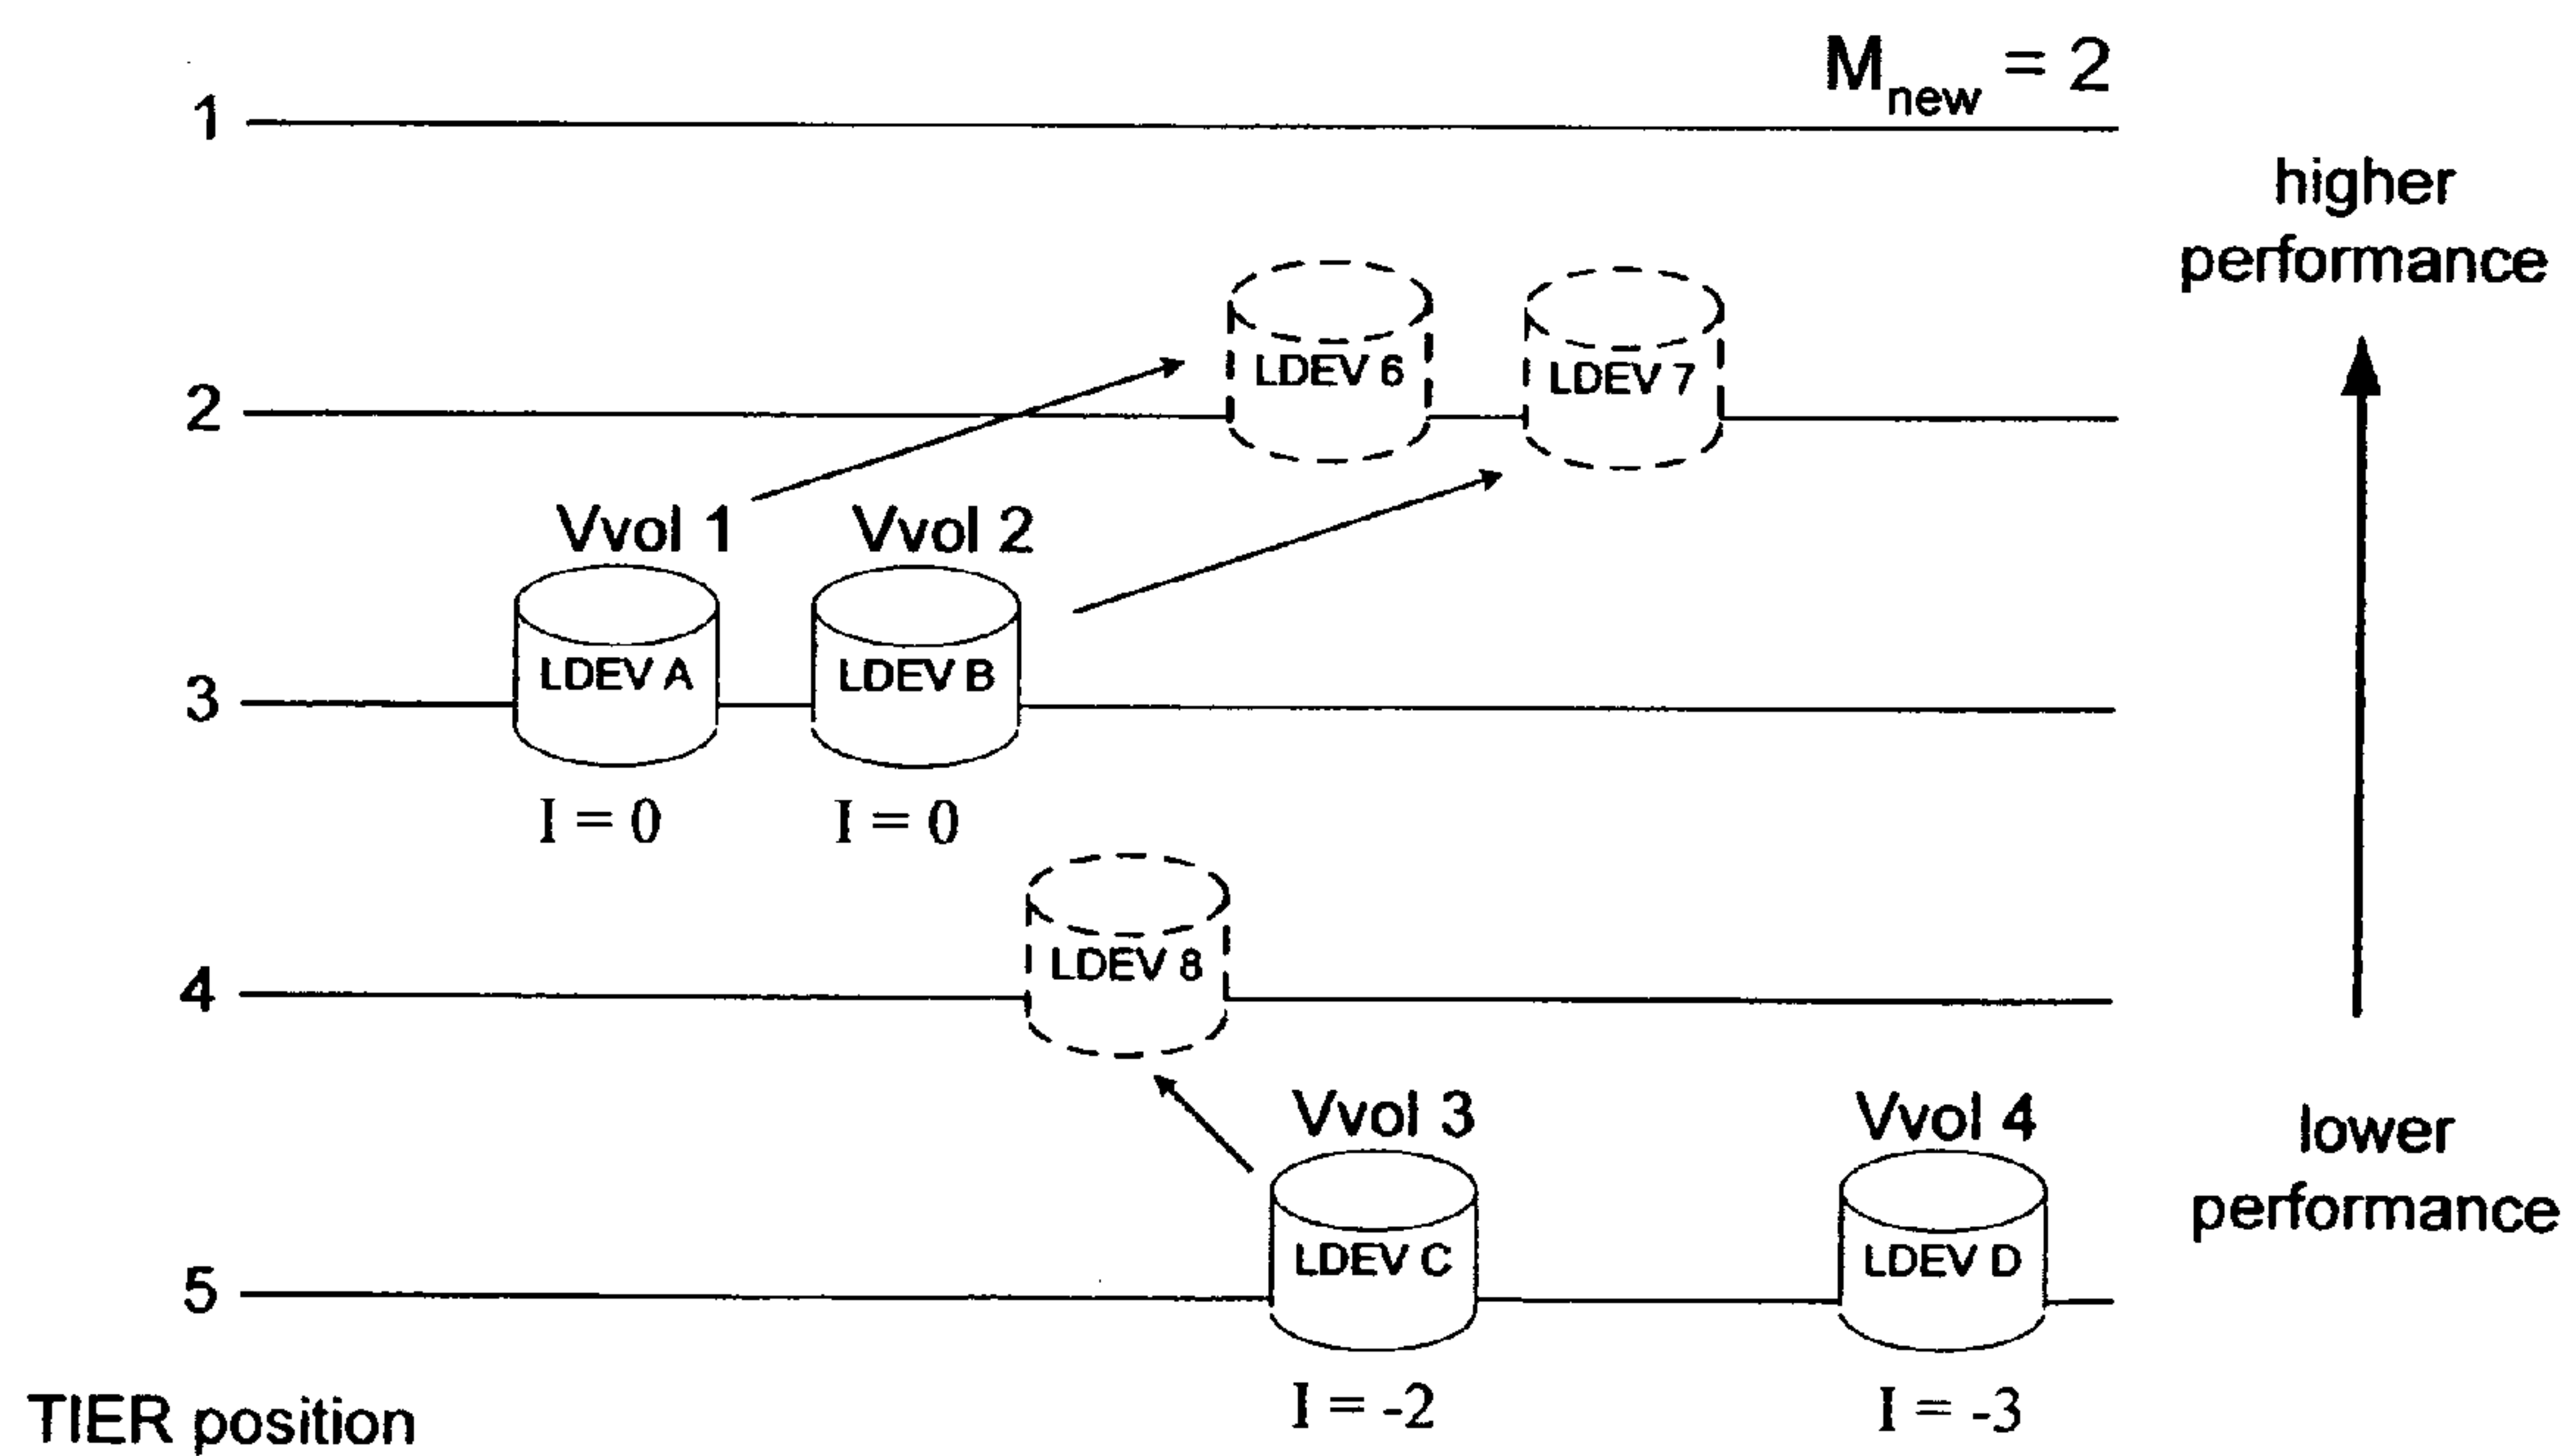 M_new = 2
1
higher
performance
LDEV 6
LDEV 7
2
Vvol 1
Vvol 2
LDEV A
LDEV B
3
I = 0
I = 0
LDEV 8
4
Vvol 3
Vvol 4
lower
performance
LDEV C
LDEV D
5
I = -2
I = -3
TIER position